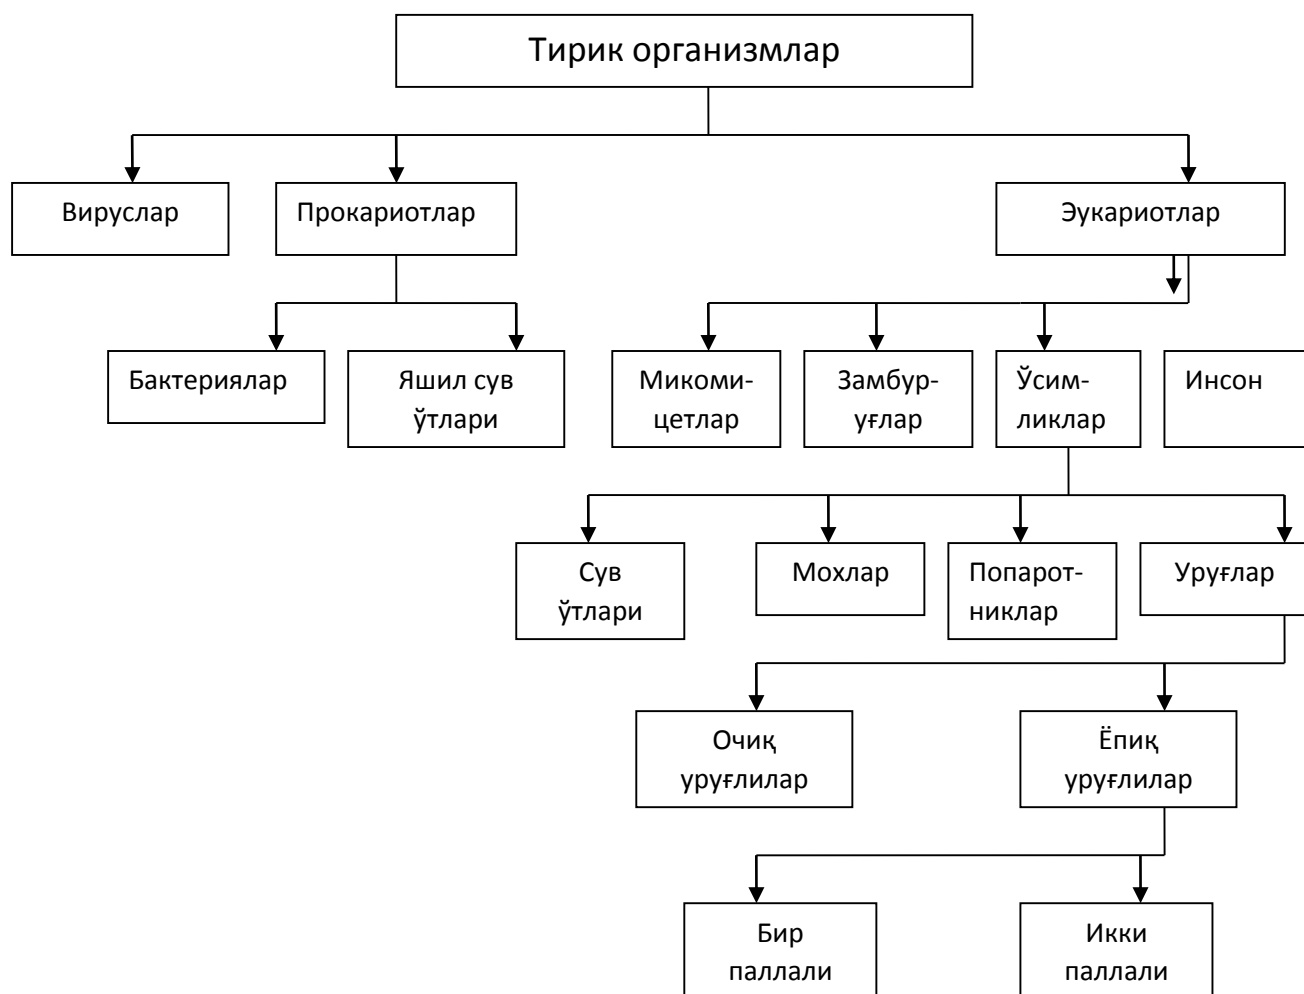 Тирик организмлар
Вируслар
Прокариотлар
Эукариотлар
Бактериялар
Яшил сув
ўтлари
Микоми-
цетлар
Замбур-
уғлар
Ўсим-
ликлар
Инсон
Сув
ўтлари
Мохлар
Попарот-
никлар
Уруғлар
Очиқ
уруғлилар
Ёпиқ
уруғлилар
Бир
паллали
Икки
паллали